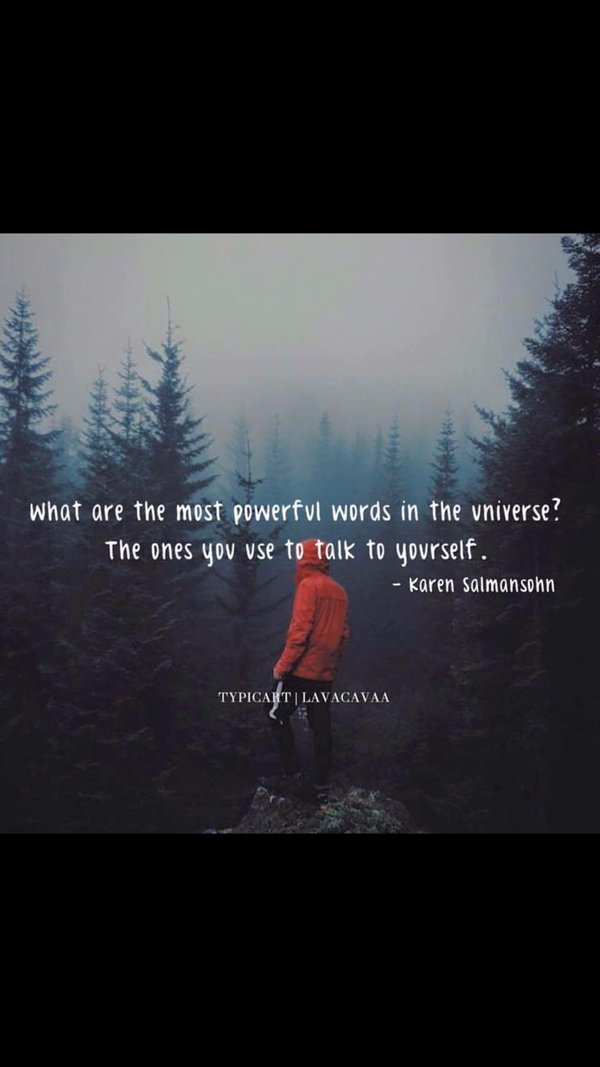 What are the most powerful words in the universe?
The ones you use to talk to yourself.
- Karen Salmansohn
TYPICART | LAVACAVAA